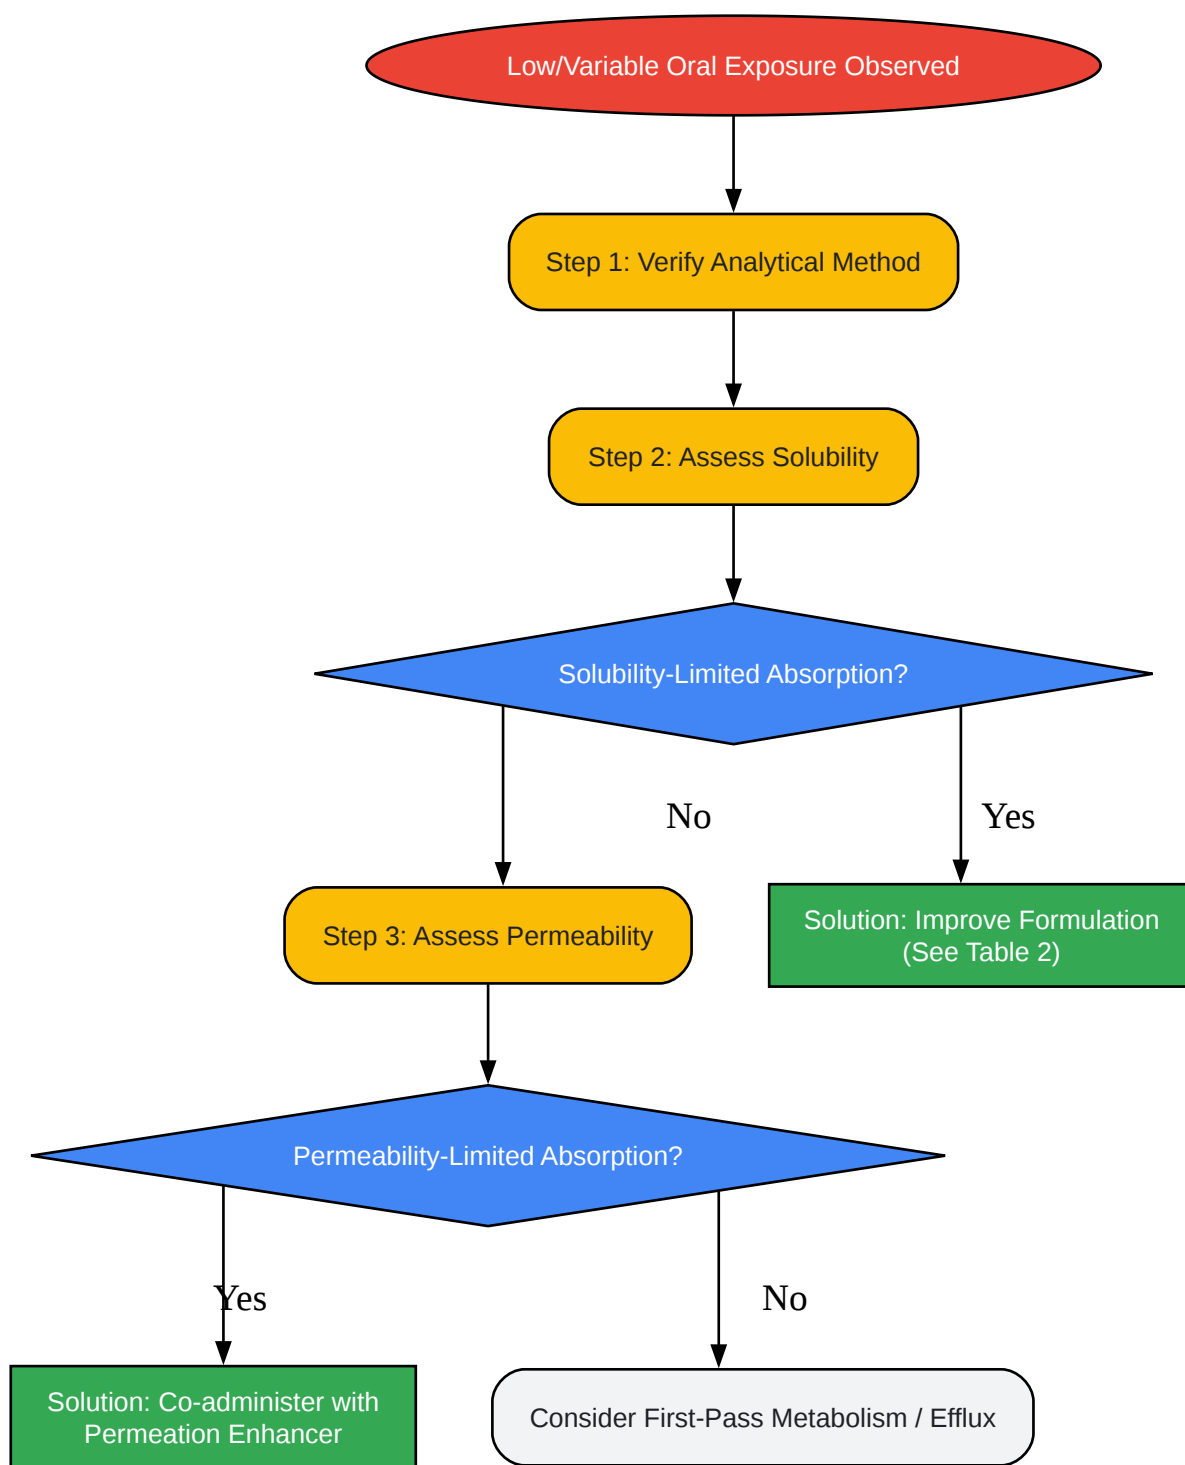 Low/Variable Oral Exposure Observed
Step 1: Verify Analytical Method
Step 2: Assess Solubility
Solubility-Limited Absorption?
No
Yes
Step 3: Assess Permeability
Solution: Improve Formulation
(See Table 2)
Permeability-Limited Absorption?
Yes
No
Solution: Co-administer with
Permeation Enhancer
Consider First-Pass Metabolism / Efflux